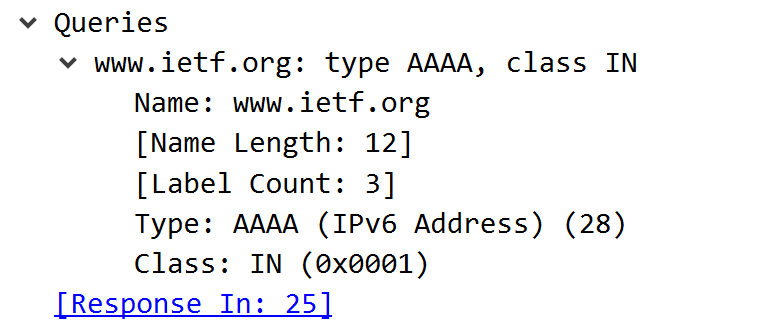 Queries
www.ietf.org: type AAAA, class IN
Name: www.ietf.org
[Name Length: 12]
[Label Count: 3]
Type: AAAA (IPv6 Address) (28)
Class: IN (0x0001)
[Response In: 25]